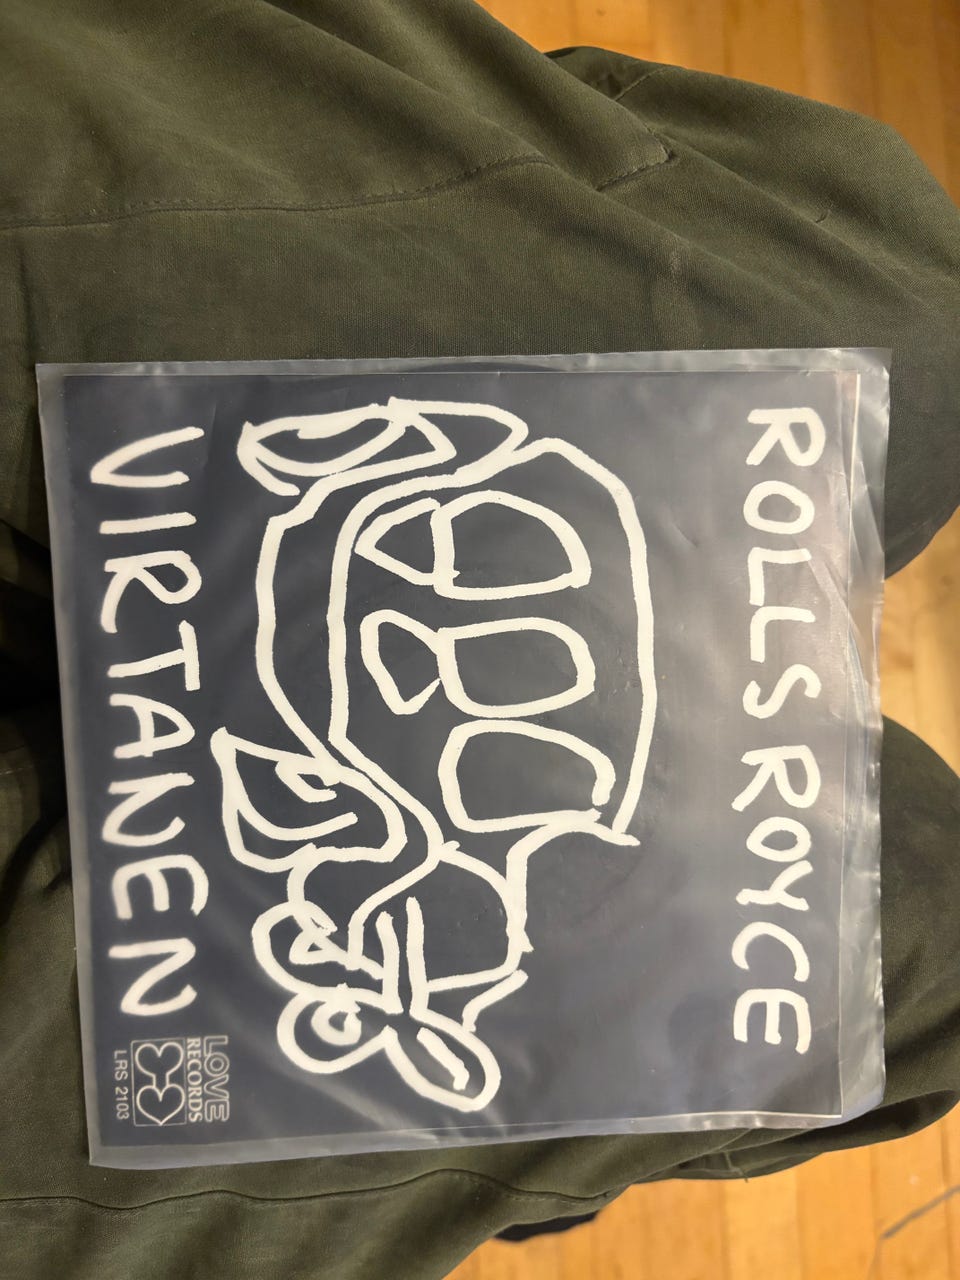 ROLLS ROYCE
VIRTANEN
LOVE
RECORDS
LRS 2103